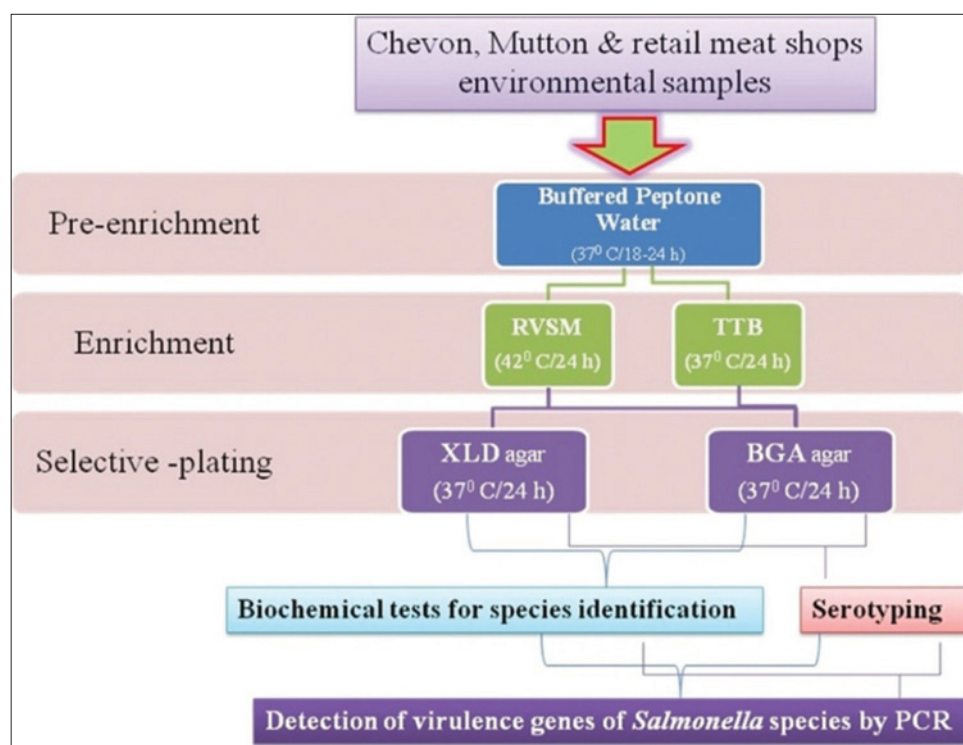 Chevon, Mutton & retail meat shops
environmental samples
Pre-enrichment
Buffered Peptone
Water
(37⁰ C/18-24 h)
Enrichment
RVSM
(42⁰ C/24 h)
TTB
(37⁰ C/24 h)
Selective -plating
XLD agar
(37⁰ C/24 h)
BGA agar
(37⁰ C/24 h)
Biochemical tests for species identification
Serotyping
Detection of virulence genes of Salmonella species by PCR